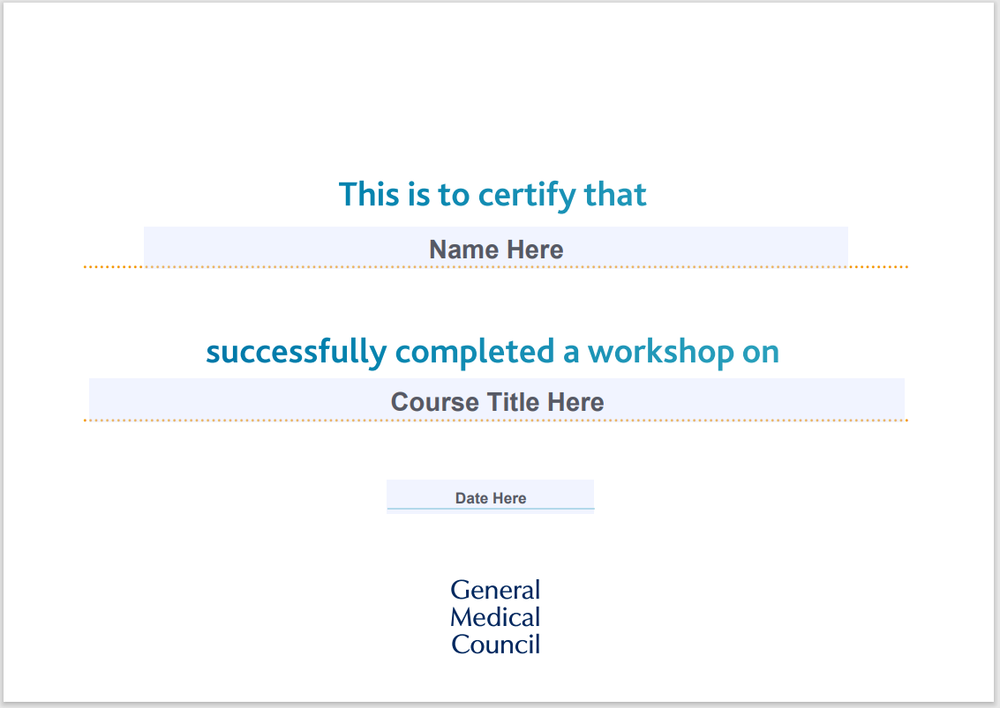 This is to certify that
Name Here
successfully completed a workshop on
Course Title Here
Date Here
General
Medical
Council